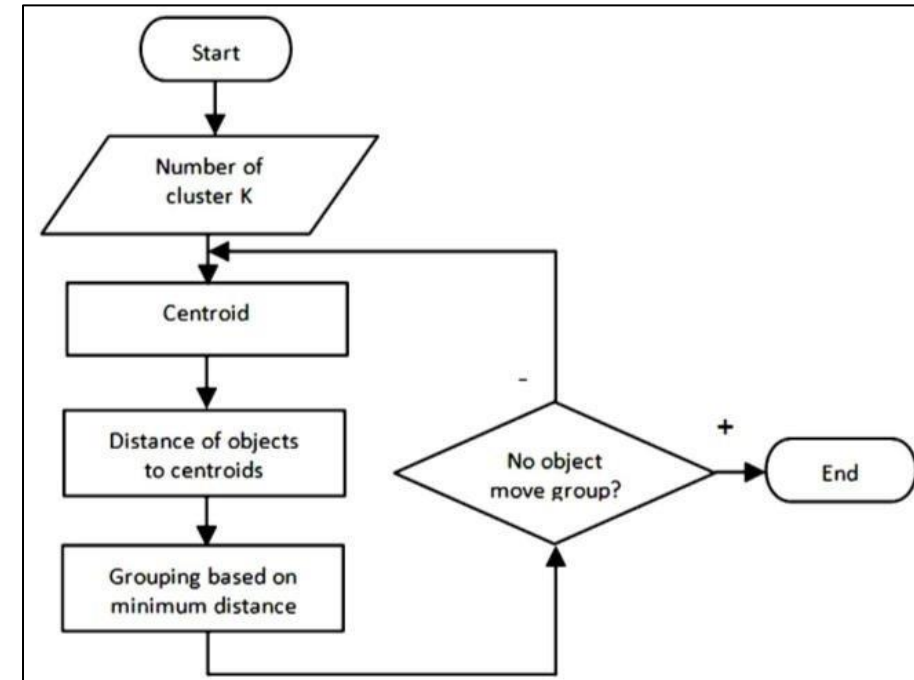 Start
Number of
cluster K
Centroid
Distance of objects
to centroids
Grouping based on
minimum distance
-
No object
move group?
+
End